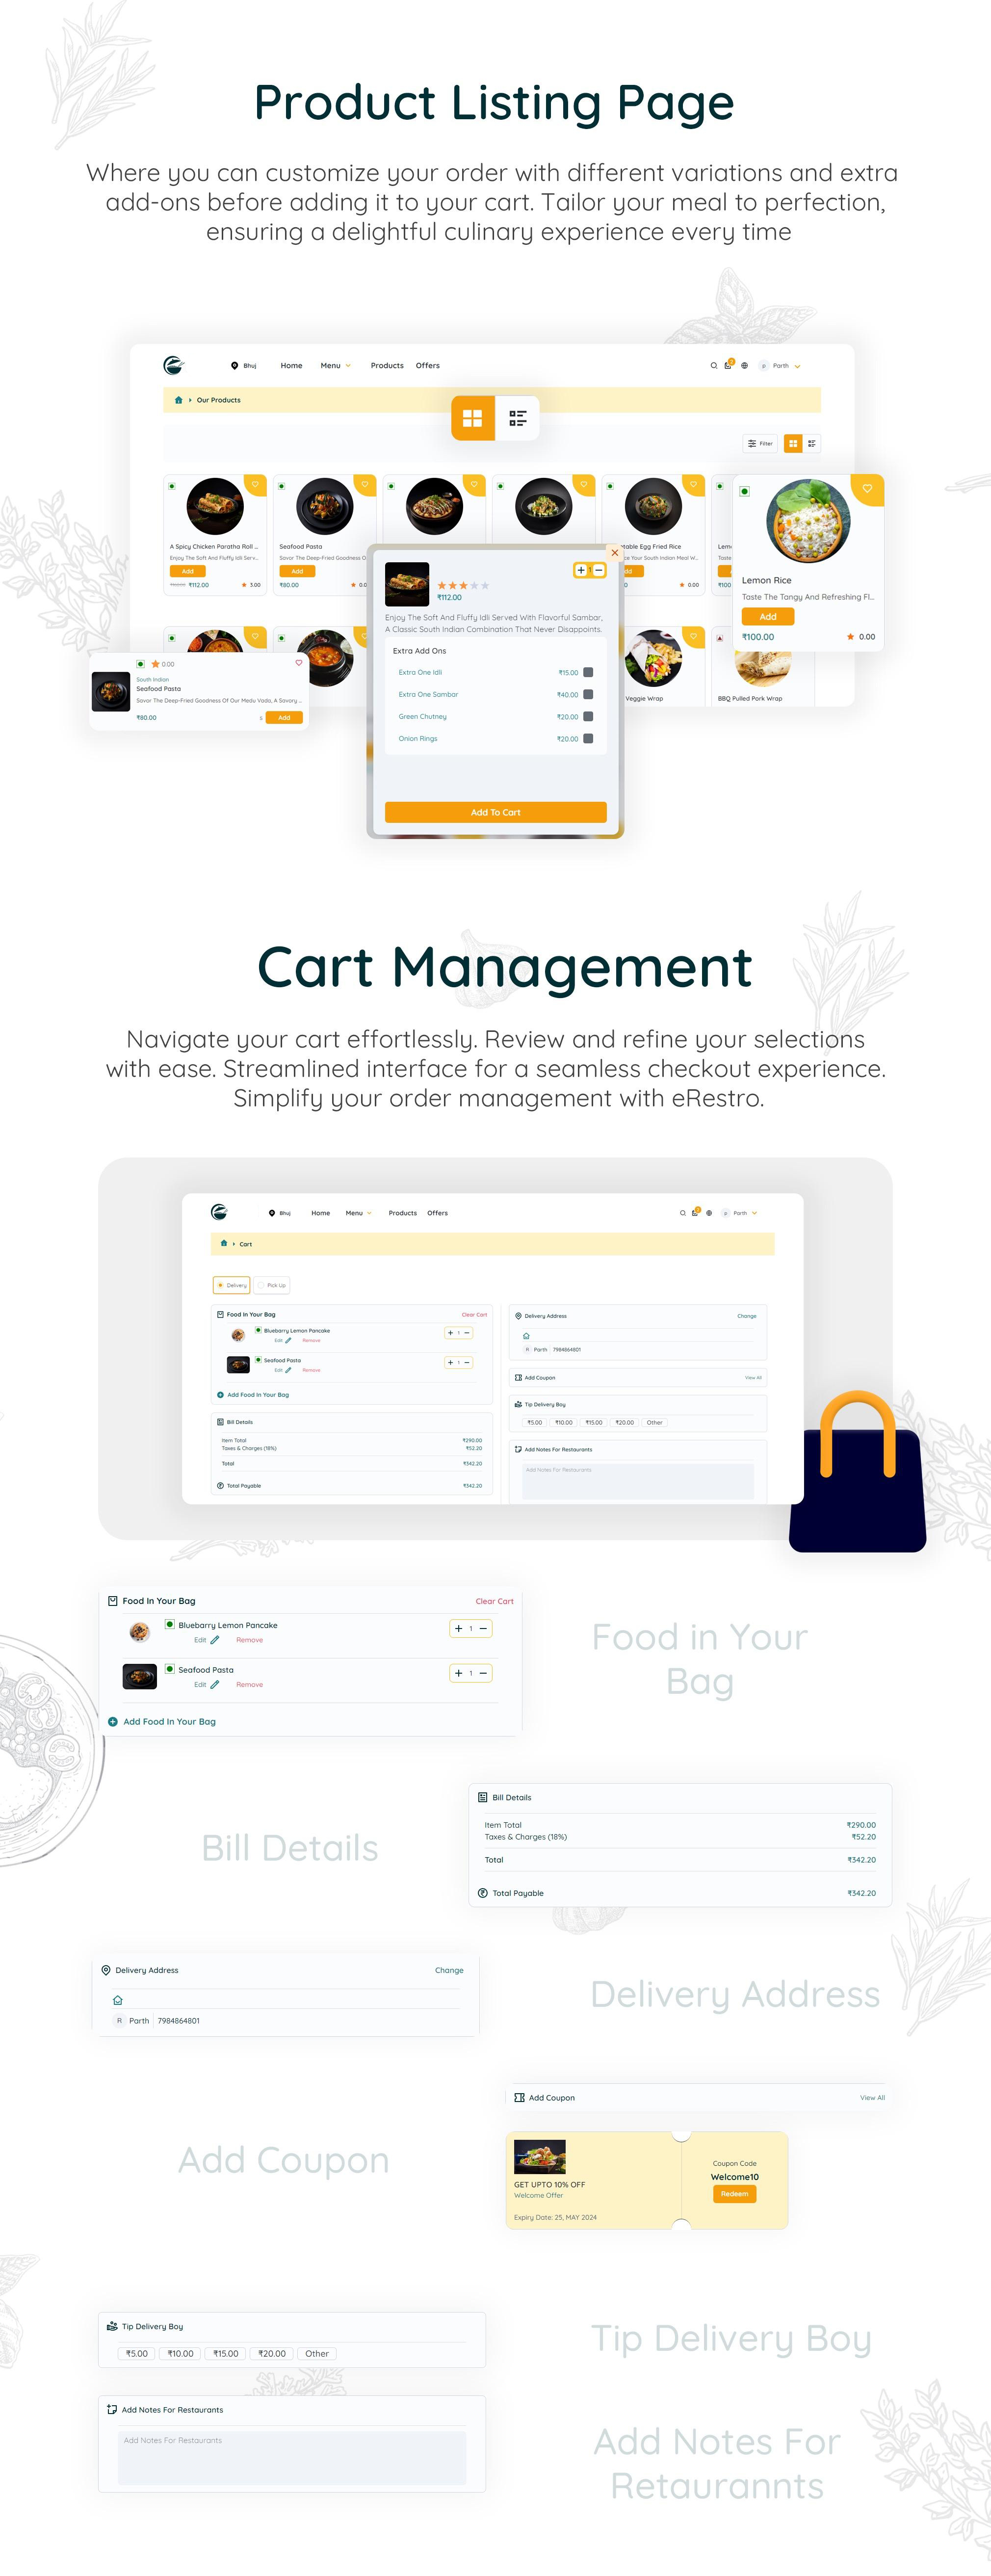 Product Listing Page
Where you can customize your order with different variations and extra
add-ons before adding it to your cart. Tailor your meal to perfection,
ensuring a delightful culinary experience every time
Bhuj Home Menu Products Offers
2
P Parth
Our Products
Filter
A Spicy Chicken Paratha Roll ...
Enjoy The Soft And Fluffy Idli Serv...
Add
₹112.00 3.00
Seafood Pasta
Savor The Deep-Fried Goodness O
Add
₹80.00 0.0
table Egg Fried Rice
ce Your South Indian Meal W...
dd
0.00
Lem
Taste
₹100
Lemon Rice
Taste The Tangy And Refreshing Fl...
Add
₹100.00 0.00
Veggie Wrap
BBQ Pulled Pork Wrap
0.00
South Indian
Seafood Pasta
Savor The Deep-Fried Goodness Of Our Medu Vada, A Savory ...
₹80.00 Add
1
₹112.00
Enjoy The Soft And Fluffy Idli Served With Flavorful Sambar,
A Classic South Indian Combination That Never Disappoints.
Extra Add Ons
Extra One Idli ₹15.00
Extra One Sambar ₹40.00
Green Chutney ₹20.00
Onion Rings ₹20.00
Add To Cart
Cart Management
Navigate your cart effortlessly. Review and refine your selections
with ease. Streamlined interface for a seamless checkout experience.
Simplify your order management with eRestro.
Bhuj Home Menu Products Offers
2
P Parth
Cart
Delivery Pick Up
Food In Your Bag Clear Cart
Bluebarry Lemon Pancake
1
Edit Remove
Seafood Pasta
1
Edit Remove
Add Food In Your Bag
Bill Details
Item Total ₹290.00
Taxes & Charges (18%) ₹52.20
Total ₹342.20
Total Payable ₹342.20
Delivery Address Change
R Parth 7984864801
Add Coupon View All
Tip Delivery Boy
₹5.00 ₹10.00 ₹15.00 ₹20.00 Other
Add Notes For Restaurants
Add Notes For Restaurants
Food In Your Bag Clear Cart
Bluebarry Lemon Pancake
1
Edit Remove
Seafood Pasta
1
Edit Remove
Add Food In Your Bag
Food in Your
Bag
Bill Details
Bill Details
Item Total ₹290.00
Taxes & Charges (18%) ₹52.20
Total ₹342.20
Total Payable ₹342.20
Delivery Address Change
R Parth 7984864801
Delivery Address
Add Coupon
Add Coupon View All
GET UPTO 10% OFF
Welcome Offer
Expiry Date: 25, MAY 2024
Coupon Code
Welcome10
Redeem
Tip Delivery Boy
₹5.00 ₹10.00 ₹15.00 ₹20.00 Other
Tip Delivery Boy
Add Notes For Restaurants
Add Notes For Restaurants
Add Notes For
Retaurannts